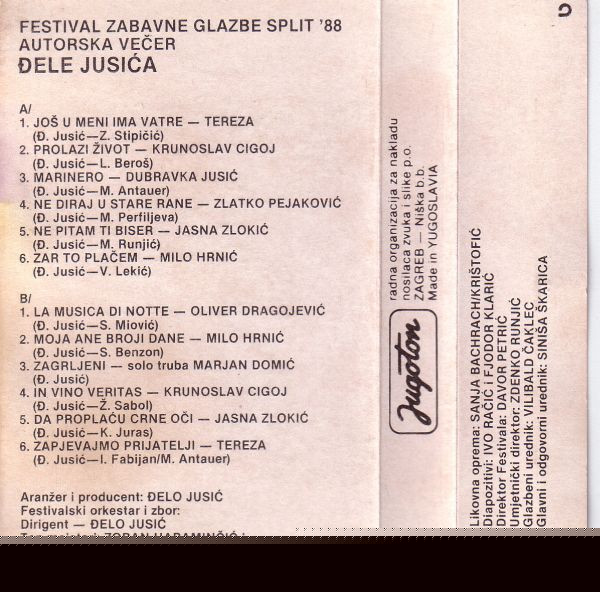 FESTIVAL ZABAVNE GLAZBE SPLIT '88
AUTORSKA VEČER
ĐELE JUSIĆA
A/
1. JOŠ U MENI IMA VATRE — TEREZA
(Đ. Jusić—Z. Stipičić)
2. PROLAZI ŽIVOT — KRUNOSLAV CIGOJ
(Đ. Jusić—L. Beroš)
3. MARINERO — DUBRAVKA JUSIĆ
(Đ. Jusić—M. Antauer)
4. NE DIRAJ U STARE RANE — ZLATKO PEJAKOVIĆ
(Đ. Jusić—M. Perfiljeva)
5. NE PITAM TI BISER — JASNA ZLOKIĆ
(Đ. Jusić—M. Runjić)
6. ZAR TO PLAČEM — MILO HRNIĆ
(Đ. Jusić—V. Lekić)
B/
1. LA MUSICA DI NOTTE — OLIVER DRAGOJEVIĆ
(Đ. Jusić—S. Miović)
2. MOJA ANE BROJI DANE — MILO HRNIĆ
(Đ. Jusić—S. Benzon)
3. ZAGRLJENI — solo truba MARJAN DOMIĆ
(Đ. Jusić)
4. IN VINO VERITAS — KRUNOSLAV CIGOJ
(Đ. Jusić—Ž. Sabol)
5. DA PROPLAČU CRNE OČI — JASNA ZLOKIĆ
(Đ. Jusić—K. Juras)
6. ZAPJEVAJMO PRIJATELJI — TEREZA
(Đ. Jusić—I. Fabijan/M. Antauer)
Aranžer i producent: ĐELO JUSIĆ
Festivalski orkestar i zbor:
Dirigent — ĐELO JUSIĆ
radna organizacija za nakladu
nosilaca zvuka i slike p.o.
ZAGREB — Niška b.b.
Made in YUGOSLAVIA
Jugoton
Likovna oprema: SANJA BACHRACH/KRIŠTOFIĆ
Diapozitivi: IVO RAČIĆ i FJODOR KLARIĆ
Direktor Festivala: DAVOR PETRIĆ
Umjetnički direktor: ZDENKO RUNJIĆ
Glazbeni urednik: VILIBALD ČAKLEC
Glavni i odgovorni urednik: SINIŠA ŠKARICA